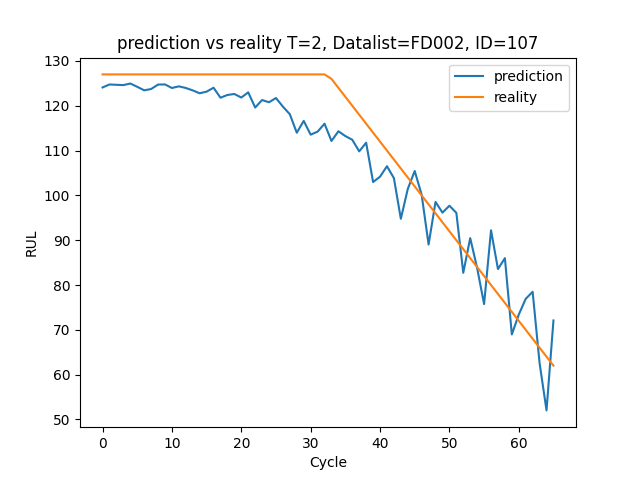 prediction vs reality T=2, Datalist=FD002, ID=107
prediction
reality
130
120
110
100
90
80
70
60
50
RUL
0 10 20 30 40 50 60
Cycle